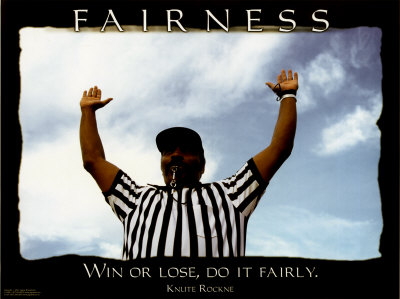 FAIRNESS
WIN OR LOSE, DO IT FAIRLY.
KNUTE ROCKNE